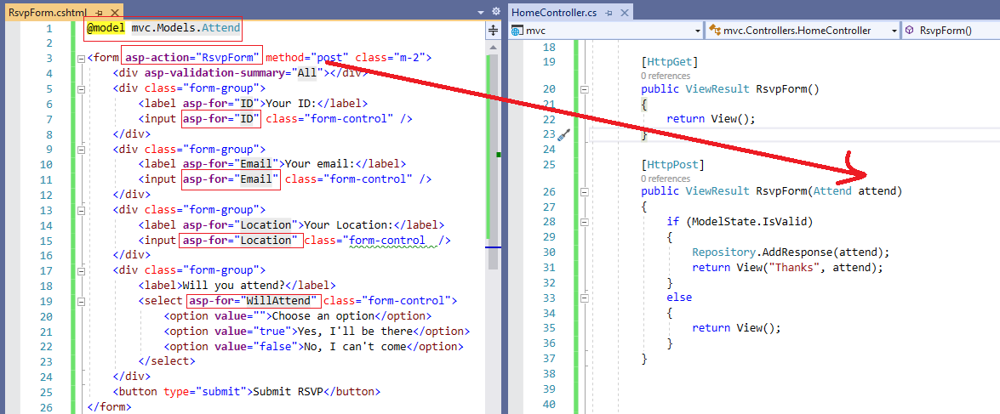 RsvpForm.cshtml
1 @model mvc.Models.Attend
2
3 <form asp-action="RsvpForm" method="post" class="m-2">
4 <div asp-validation-summary="All"></div>
5 <div class="form-group">
6 <label asp-for="ID">Your ID:</label>
7 <input asp-for="ID" class="form-control" />
8 </div>
9 <div class="form-group">
10 <label asp-for="Email">Your email:</label>
11 <input asp-for="Email" class="form-control" />
12 </div>
13 <div class="form-group">
14 <label asp-for="Location">Your Location:</label>
15 <input asp-for="Location" class="form-control />
16 </div>
17 <div class="form-group">
18 <label>Will you attend?</label>
19 <select asp-for="WillAttend" class="form-control">
20 <option value="">Choose an option</option>
21 <option value="true">Yes, I'll be there</option>
22 <option value="false">No, I can't come</option>
23 </select>
24 </div>
25 <button type="submit">Submit RSVP</button>
26 </form>
HomeController.cs
mvc mvc.Controllers.HomeController RsvpForm()
18
19 [HttpGet]
0 references
20 public ViewResult RsvpForm()
21 {
22 return View();
23 }
24
25 [HttpPost]
0 references
26 public ViewResult RsvpForm(Attend attend)
27 {
28 if (ModelState.IsValid)
29 {
30 Repository.AddResponse(attend);
31 return View("Thanks", attend);
32 }
33 else
34 {
35 return View();
36 }
37 }
38
39
40